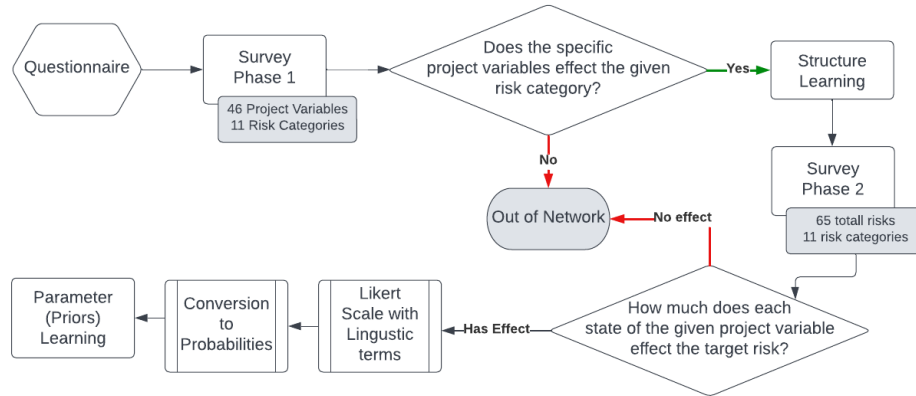 Questionnaire
Survey
Phase 1
46 Project Variables
11 Risk Categories
Does the specific
project variables effect the given
risk category?
Yes
Structure
Learning
No
Survey
Phase 2
65 totall risks
11 risk categories
Out of Network
No effect
How much does each
state of the given project variable
effect the target risk?
Has Effect
Likert
Scale with
Lingustic
terms
Conversion
to
Probabilities
Parameter
(Priors)
Learning